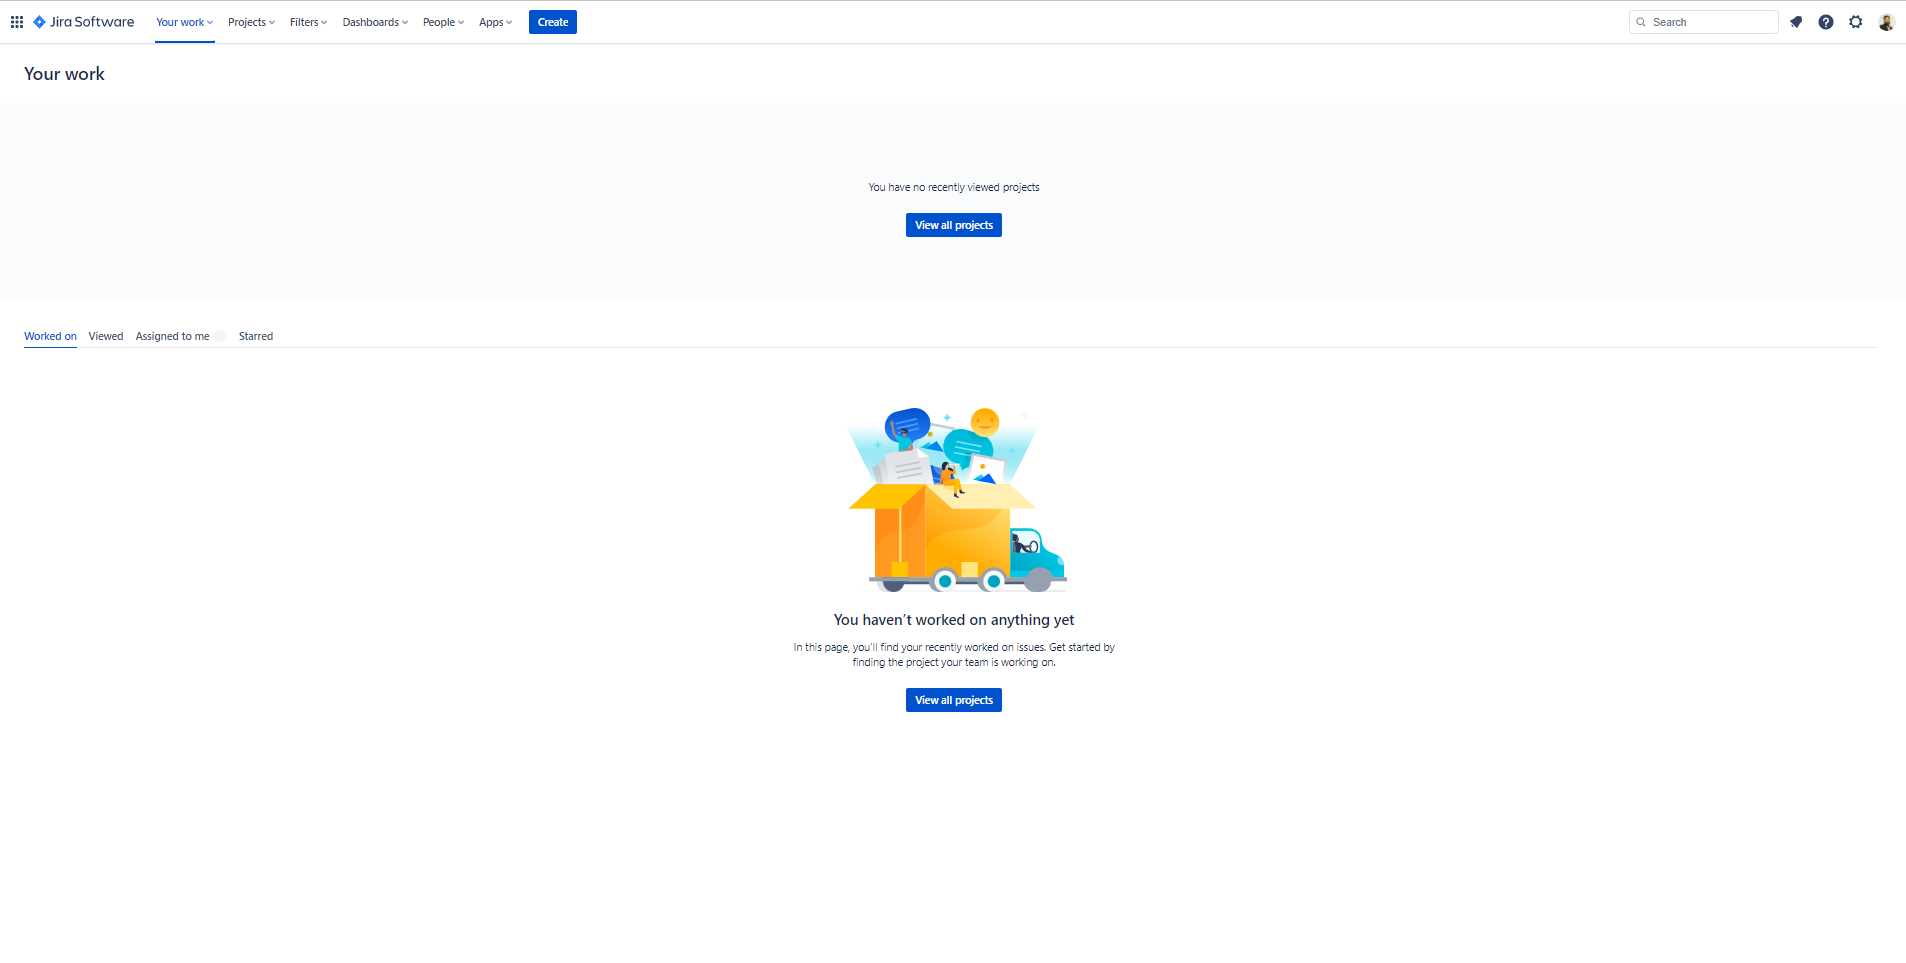 Jira Software Your work Projects Filters Dashboards People Apps Create Search
Your work
You have no recently viewed projects
View all projects
Worked on Viewed Assigned to me Starred
You haven’t worked on anything yet
In this page, you’ll find your recently worked on issues. Get started by
finding the project your team is working on.
View all projects